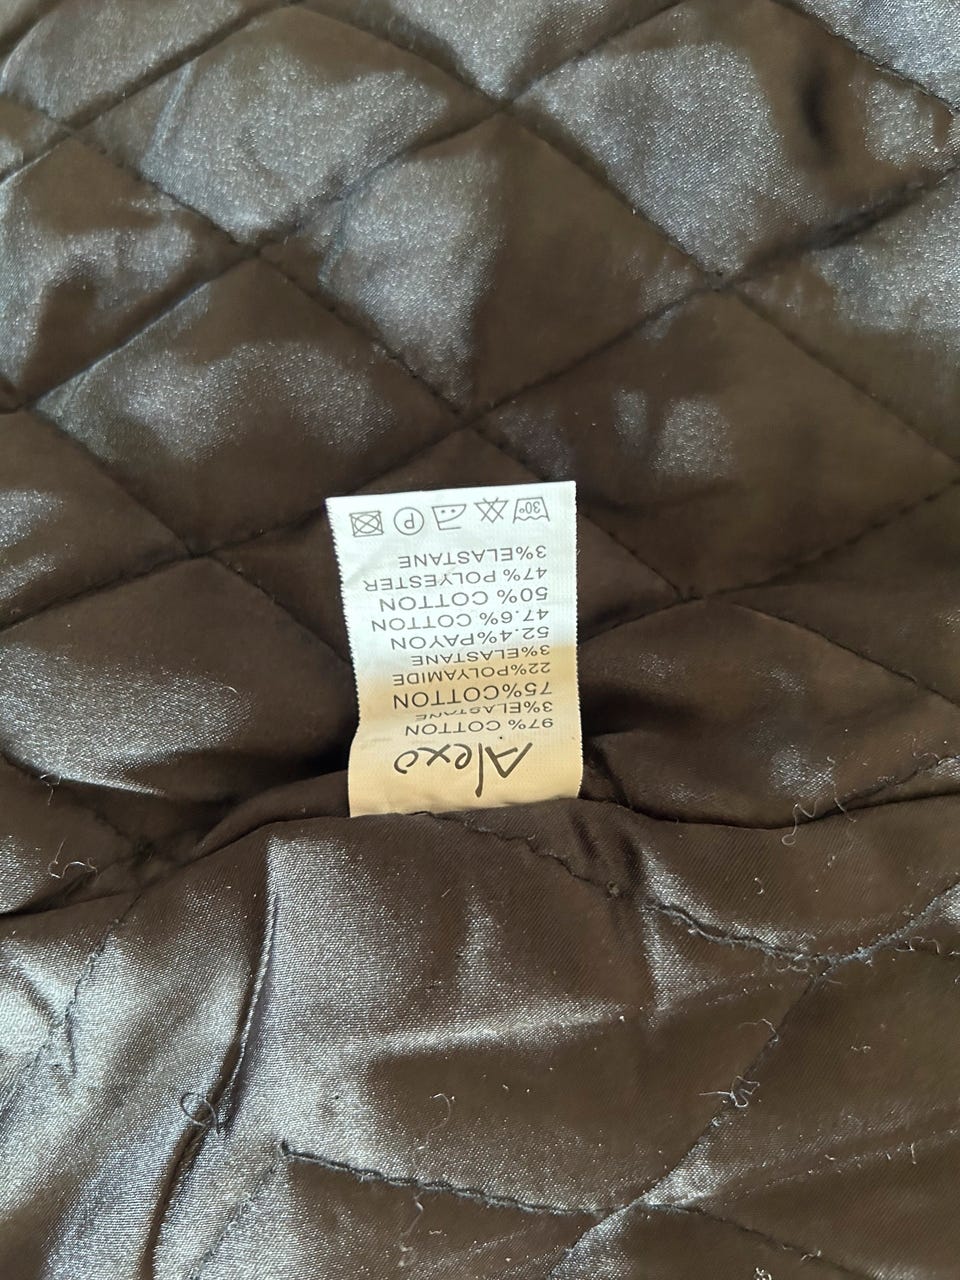 Alexo
97% COTTON
3%ELASTANE
75%COTTON
22%POLYAMIDE
3%ELASTANE
52.4%PAYON
47.6% COTTON
50% COTTON
47% POLYESTER
3%ELASTANE
30° P